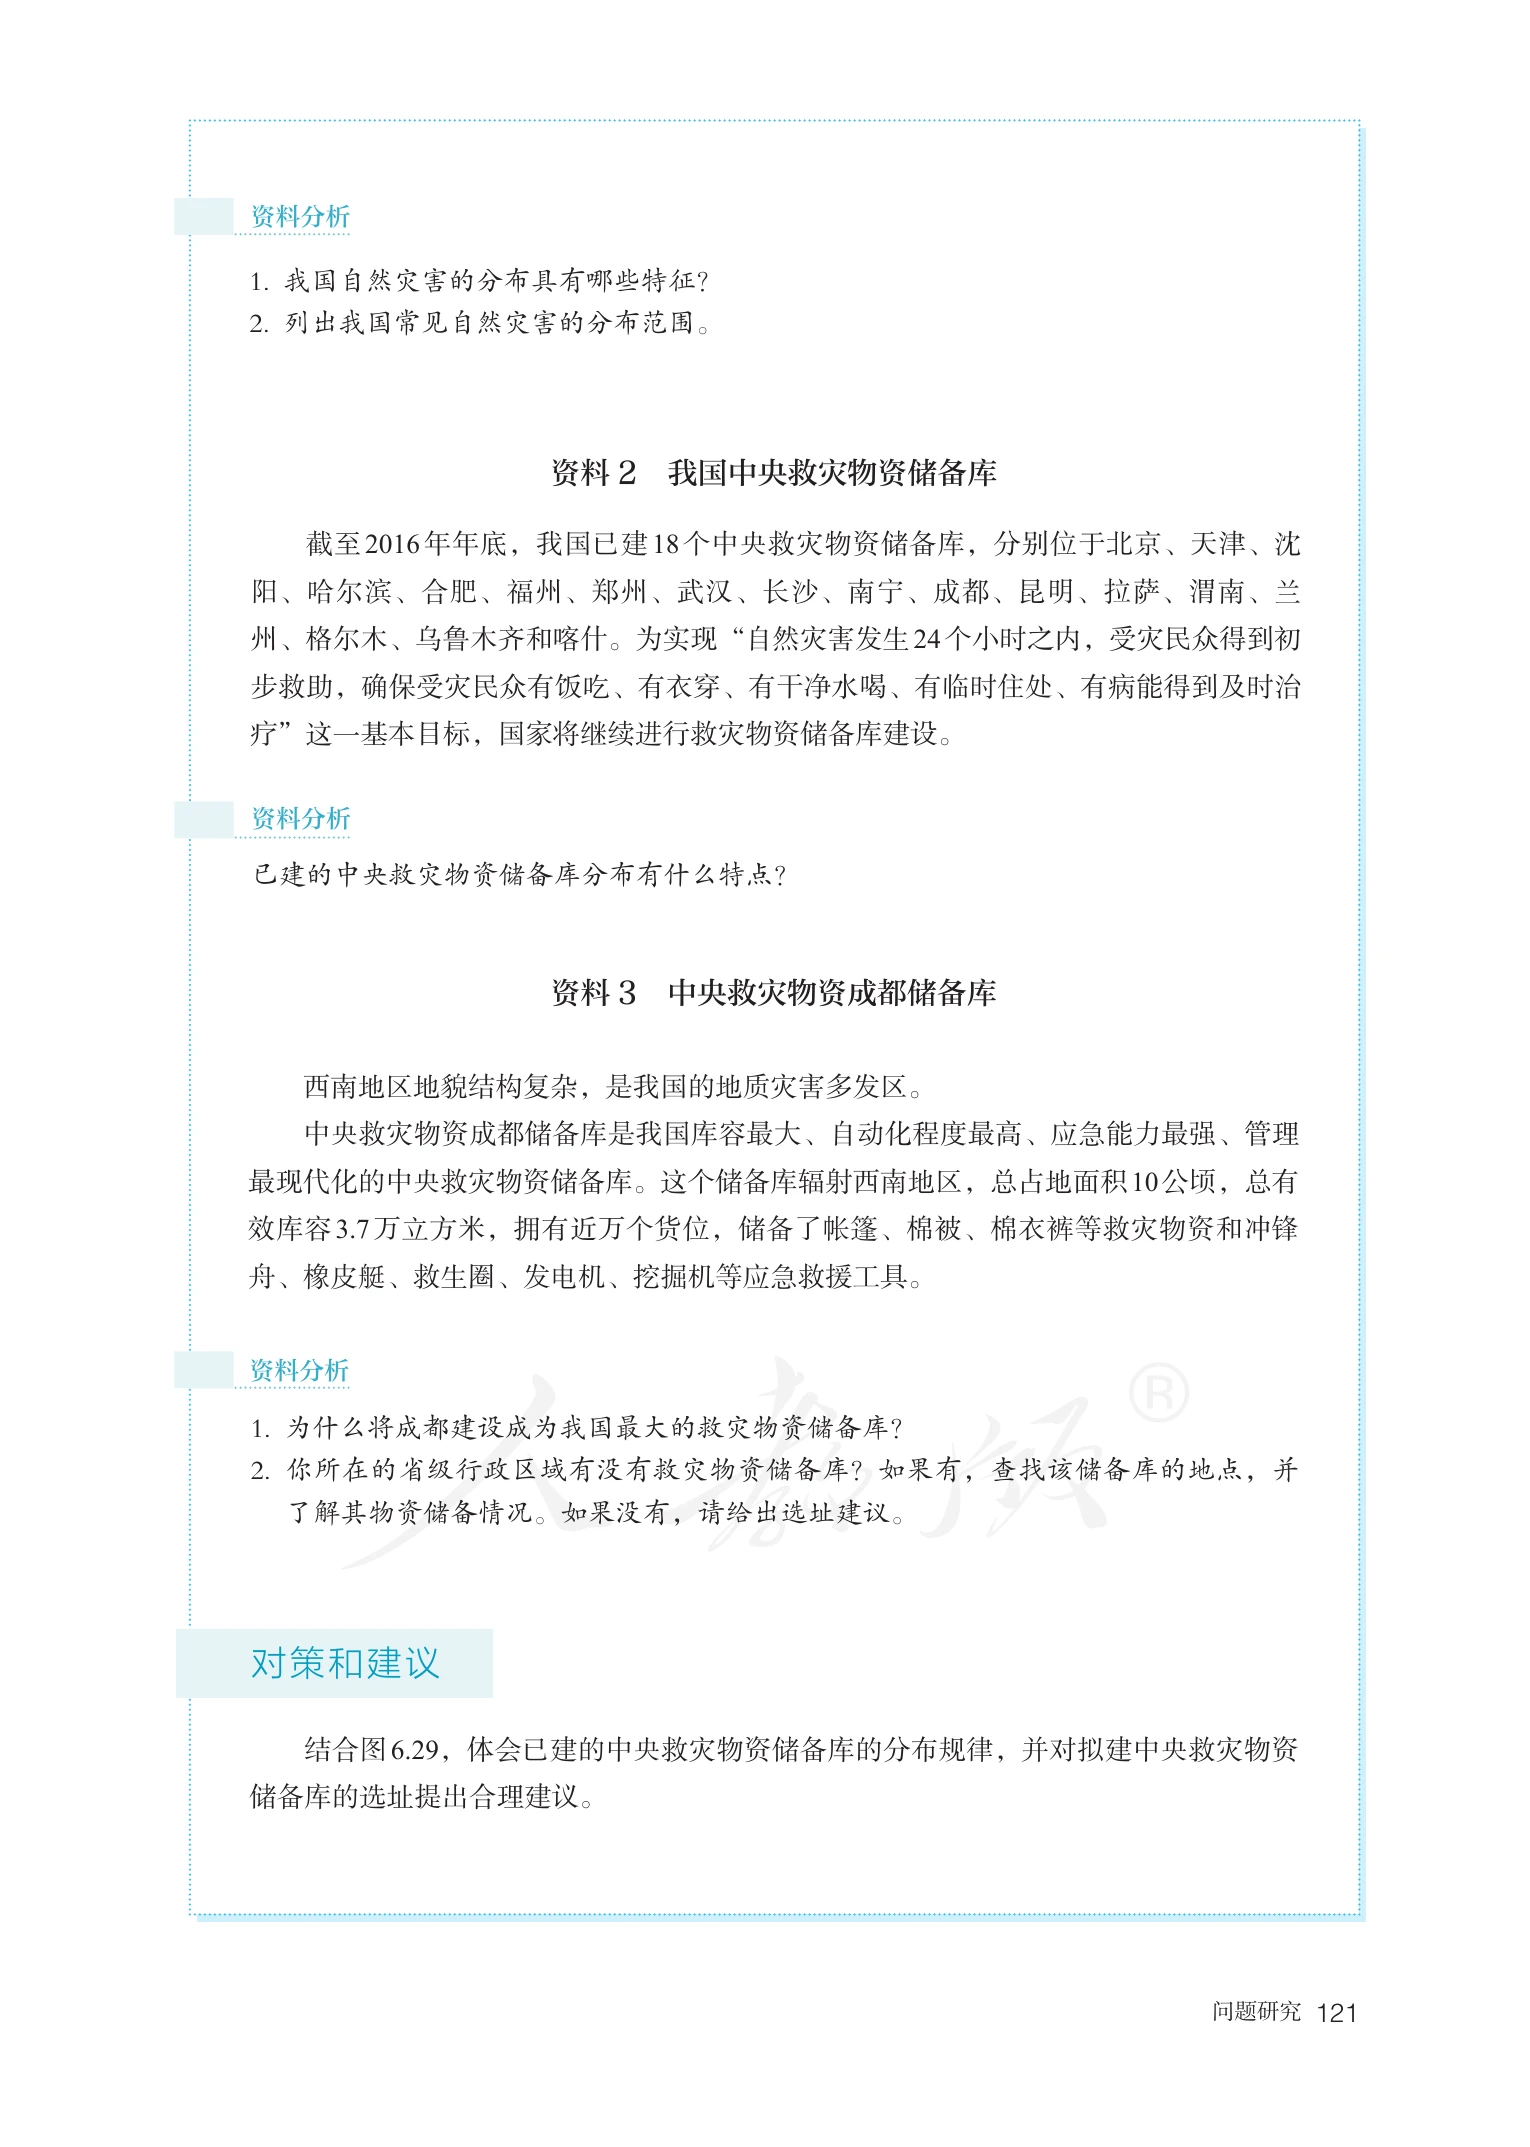 资料分析
1. 我国自然灾害的分布具有哪些特征？
2. 列出我国常见自然灾害的分布范围。
资料 2　我国中央救灾物资储备库
截至2016年年底，我国已建18个中央救灾物资储备库，分别位于北京、天津、沈
阳、哈尔滨、合肥、福州、郑州、武汉、长沙、南宁、成都、昆明、拉萨、渭南、兰
州、格尔木、乌鲁木齐和喀什。为实现“自然灾害发生24个小时之内，受灾民众得到初
步救助，确保受灾民众有饭吃、有衣穿、有干净水喝、有临时住处、有病能得到及时治
疗”这一基本目标，国家将继续进行救灾物资储备库建设。
资料分析
已建的中央救灾物资储备库分布有什么特点？
资料 3　中央救灾物资成都储备库
西南地区地貌结构复杂，是我国的地质灾害多发区。
中央救灾物资成都储备库是我国库容最大、自动化程度最高、应急能力最强、管理
最现代化的中央救灾物资储备库。这个储备库辐射西南地区，总占地面积10公顷，总有
效库容3.7万立方米，拥有近万个货位，储备了帐篷、棉被、棉衣裤等救灾物资和冲锋
舟、橡皮艇、救生圈、发电机、挖掘机等应急救援工具。
资料分析
1. 为什么将成都建设成为我国最大的救灾物资储备库？
2. 你所在的省级行政区域有没有救灾物资储备库？如果有，查找该储备库的地点，并
了解其物资储备情况。如果没有，请给出选址建议。
人教版®
对策和建议
结合图6.29，体会已建的中央救灾物资储备库的分布规律，并对拟建中央救灾物资
储备库的选址提出合理建议。
问题研究 121